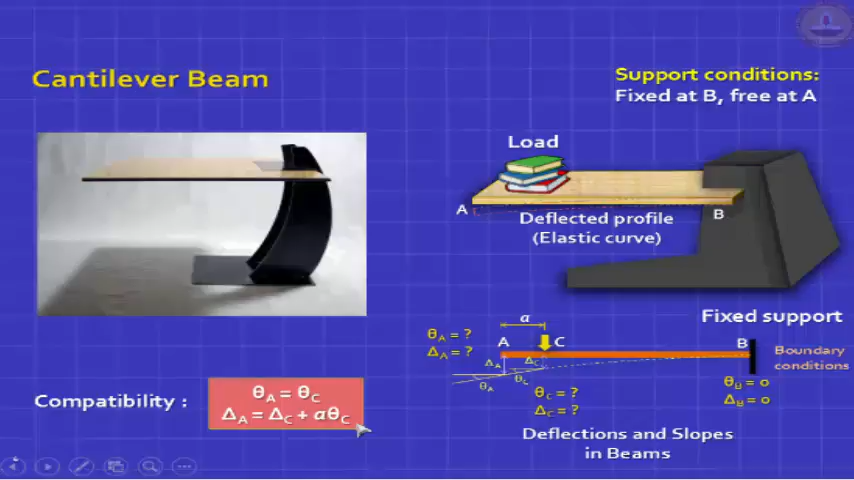 Cantilever Beam
Support conditions:
Fixed at B, free at A
Load
A
B
Deflected profile
(Elastic curve)
Fixed support
a
θA = ?
ΔA = ?
A
C
B
Boundary
conditions
ΔA
ΔC
θC
θA
θC = ?
ΔC = ?
θB = 0
ΔB = 0
Compatibility :
θA = θC
ΔA = ΔC + aθC
Deflections and Slopes
in Beams